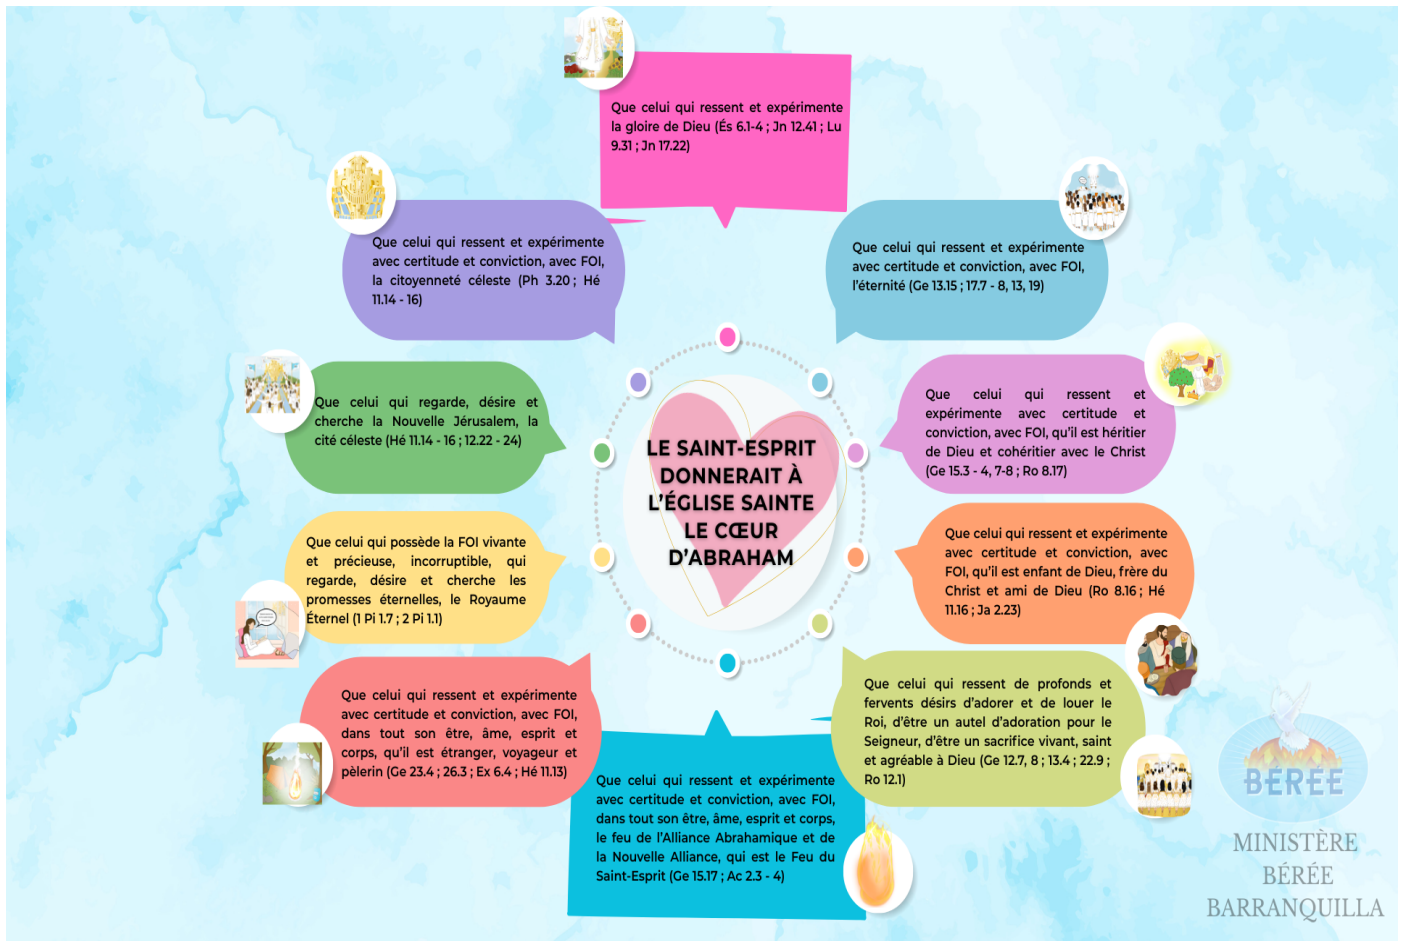 Que celui qui ressent et expérimente
la gloire de Dieu (És 6.1-4 ; Jn 12.41 ; Lu
9.31 ; Jn 17.22)
Que celui qui ressent et expérimente
avec certitude et conviction, avec FOI,
la citoyenneté céleste (Ph 3.20 ; Hé
11.14 - 16)
Que celui qui ressent et expérimente
avec certitude et conviction, avec FOI,
l'éternité (Ge 13.15 ; 17.7 - 8, 13, 19)
Que celui qui regarde, désire et
cherche la Nouvelle Jérusalem, la
cité céleste (Hé 11.14 - 16 ; 12.22 - 24)
Que celui qui ressent et
expérimente avec certitude et
conviction, avec FOI, qu'il est héritier
de Dieu et cohéritier avec le Christ
(Ge 15.3 - 4, 7-8 ; Ro 8.17)
LE SAINT-ESPRIT
DONNERAIT À
L'ÉGLISE SAINTE
LE CŒUR
D'ABRAHAM
Que celui qui possède la FOI vivante
et précieuse, incorruptible, qui
regarde, désire et cherche les
promesses éternelles, le Royaume
Éternel (1 Pi 1.7 ; 2 Pi 1.1)
Que celui qui ressent et expérimente
avec certitude et conviction, avec
FOI, qu'il est enfant de Dieu, frère du
Christ et ami de Dieu (Ro 8.16 ; Hé
11.16 ; Ja 2.23)
Que celui qui ressent et expérimente
avec certitude et conviction, avec FOI,
dans tout son être, âme, esprit et
corps, qu'il est étranger, voyageur et
pèlerin (Ge 23.4 ; 26.3 ; Ex 6.4 ; Hé 11.13)
Que celui qui ressent de profonds et
fervents désirs d'adorer et de louer le
Roi, d'être un autel d'adoration pour le
Seigneur, d'être un sacrifice vivant, saint
et agréable à Dieu (Ge 12.7, 8 ; 13.4 ; 22.9 ;
Ro 12.1)
Que celui qui ressent et expérimente
avec certitude et conviction, avec FOI,
dans tout son être, âme, esprit et corps,
le feu de l'Alliance Abrahamique et de
la Nouvelle Alliance, qui est le Feu du
Saint-Esprit (Ge 15.17 ; Ac 2.3 - 4)
BÉRÉE
MINISTÈRE
BÉRÉE
BARRANQUILLA